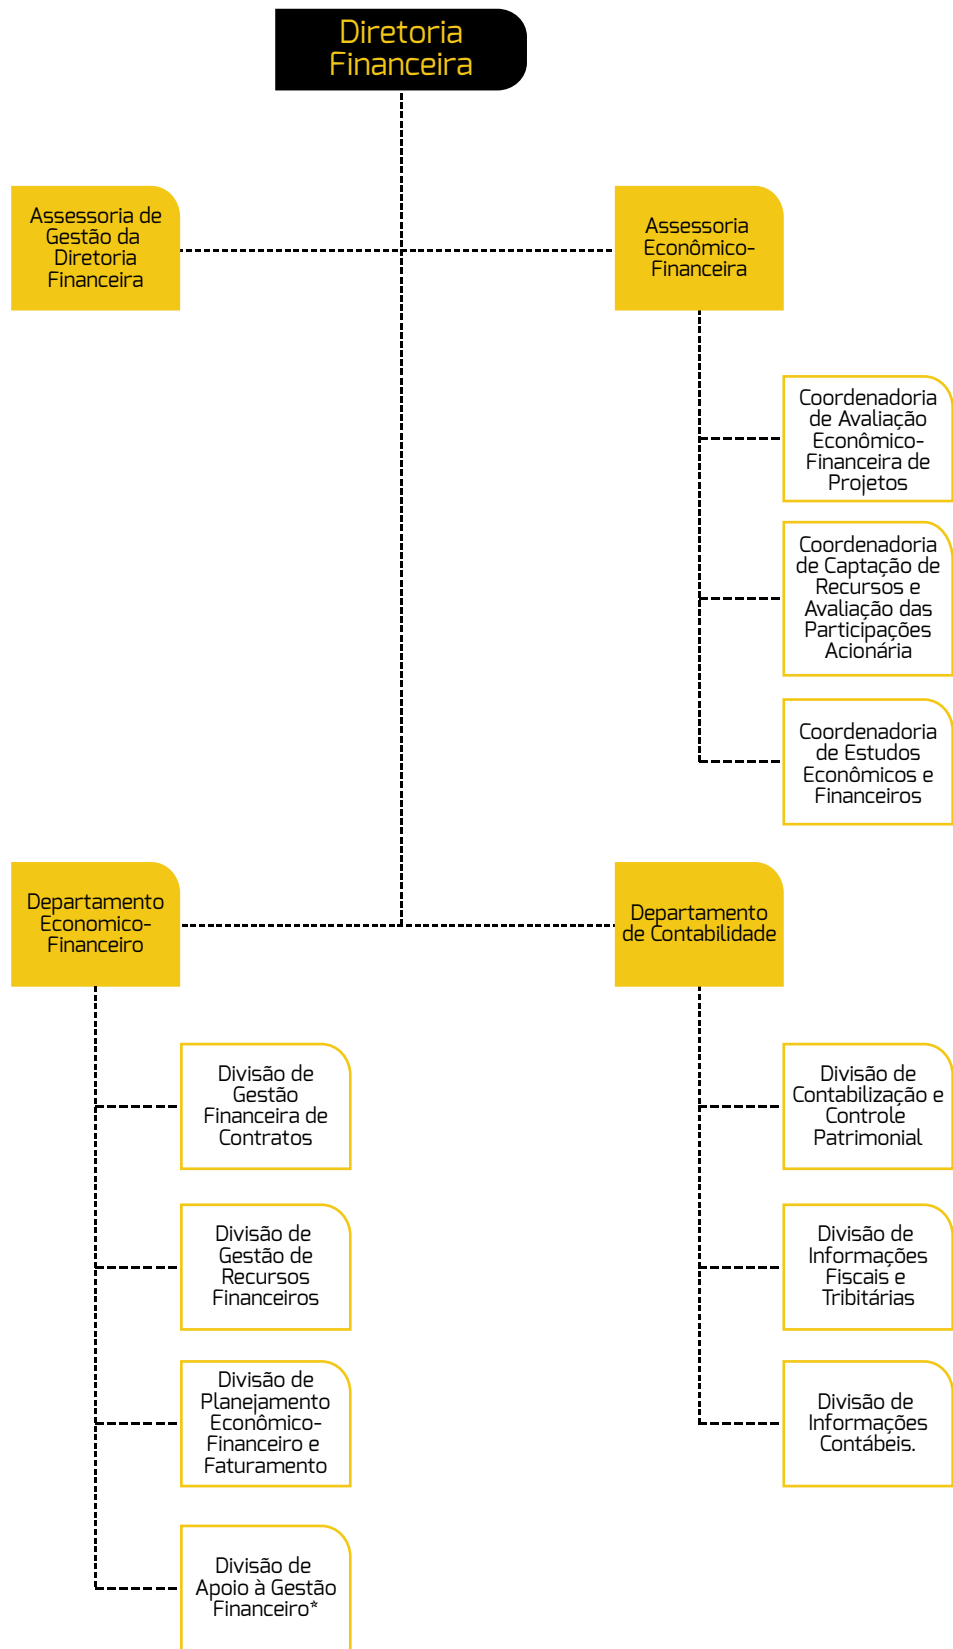 Diretoria
Financeira
Assessoria de
Gestão da
Diretoria
Financeira
Assessoria
Econômico-
Financeira
Coordenadoria
de Avaliação
Econômico-
Financeira de
Projetos
Coordenadoria
de Captação de
Recursos e
Avaliação das
Participações
Acionária
Coordenadoria
de Estudos
Econômicos e
Financeiros
Departamento
Economico-
Financeiro
Departamento
de Contabilidade
Divisão de
Gestão
Financeira de
Contratos
Divisão de
Gestão de
Recursos
Financeiros
Divisão de
Planejamento
Econômico-
Financeiro e
Faturamento
Divisão de
Apoio à Gestão
Financeiro*
Divisão de
Contabilização e
Controle
Patrimonial
Divisão de
Informações
Fiscais e
Tribitárias
Divisão de
Informações
Contábeis.